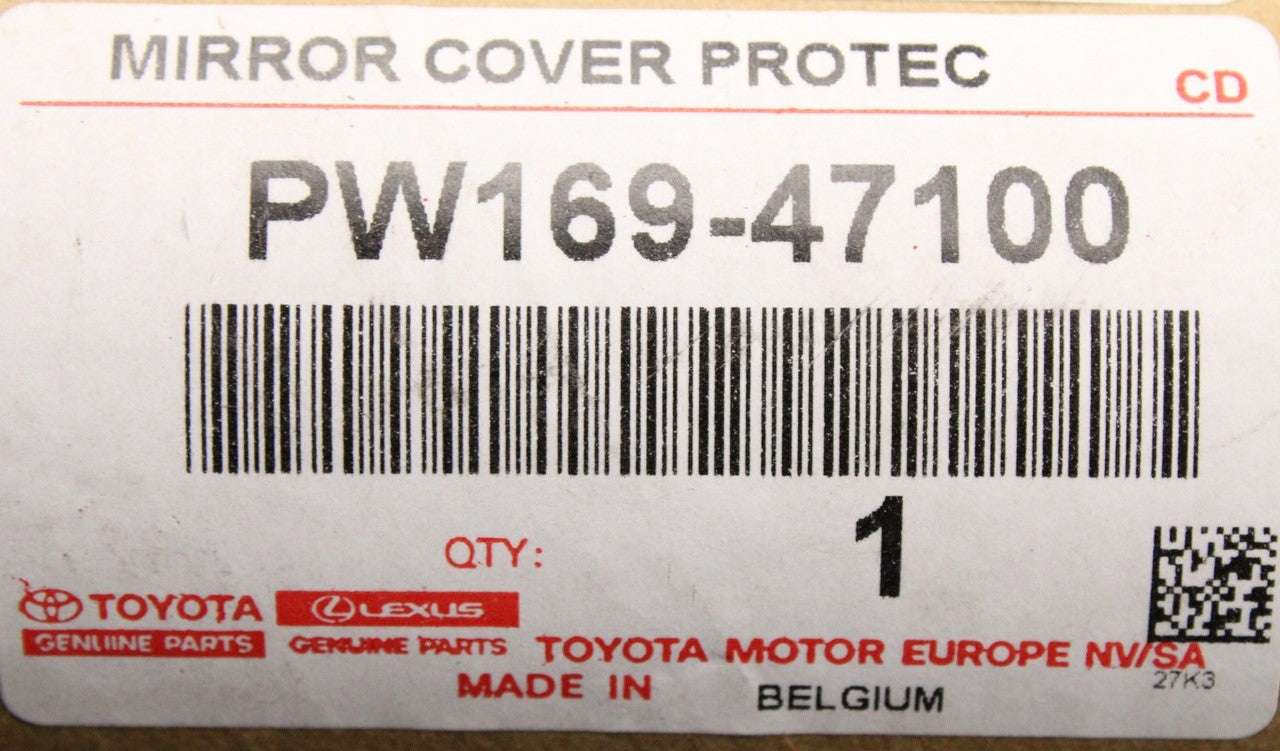 MIRROR COVER PROTEC
CD
PW169-47100
1
QTY:
TOYOTA
LEXUS
GENUINE PARTS
GENUINE PARTS
TOYOTA MOTOR EUROPE NV/SA
27K3
MADE IN BELGIUM